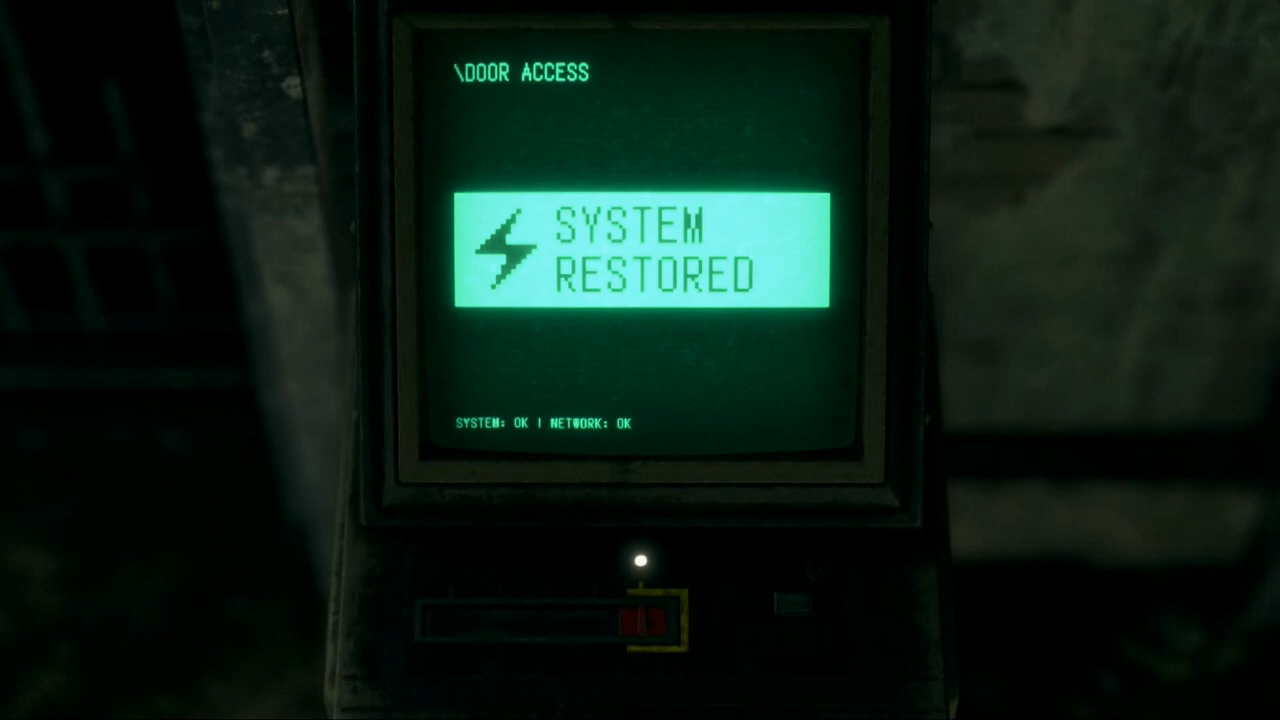 \DOOR ACCESS
SYSTEM
RESTORED
SYSTEM: OK | NETWORK: OK